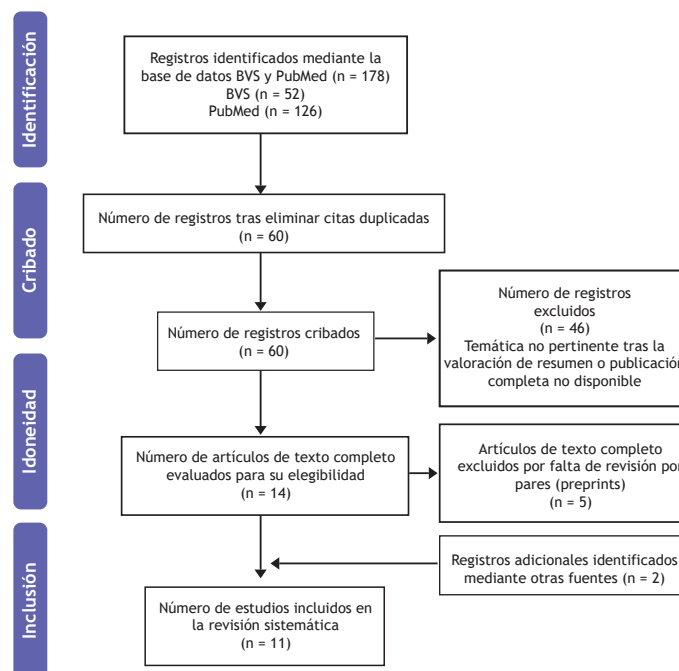 Identificación
Registros identificados mediante la
base de datos BVS y PubMed (n = 178)
BVS (n = 52)
PubMed (n = 126)
Cribado
Número de registros tras eliminar citas duplicadas
(n = 60)
Número de registros cribados
(n = 60)
Número de registros
excluidos
(n = 46)
Temática no pertinente tras la
valoración de resumen o publicación
completa no disponible
Idoneidad
Número de artículos de texto completo
evaluados para su elegibilidad
(n = 14)
Artículos de texto completo
excluidos por falta de revisión por
pares (preprints)
(n = 5)
Inclusión
Registros adicionales identificados
mediante otras fuentes (n = 2)
Número de estudios incluidos en
la revisión sistemática
(n = 11)